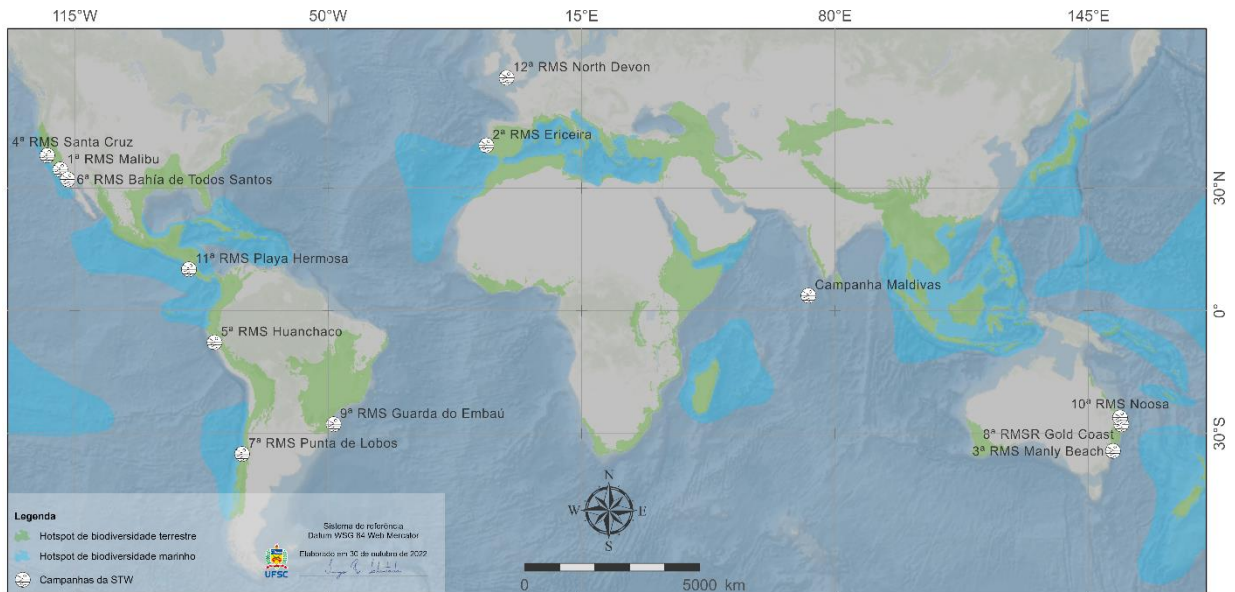 115°W 50°W 15°E 80°E 145°E
12ª RMS North Devon
2ª RMS Ericeira
4ª RMS Santa Cruz
1ª RMS Malibu
6ª RMS Bahía de Todos Santos
30°N
11ª RMS Playa Hermosa
Campanha Maldivas
0°
5ª RMS Huanchaco
9ª RMS Guarda do Embaú
10ª RMS Noosa
8ª RMSR Gold Coast
30°S
7ª RMS Punta de Lobos
3ª RMS Manly Beach
N
W E
S
Legenda
Hotspot de biodiversidade terrestre
Hotspot de biodiversidade marinho
Campanhas da STW
Sistema de referência
Datum WSG 84 Web Mercator
Elaborado em 30 de outubro de 2022
UFSC
0 5000 km